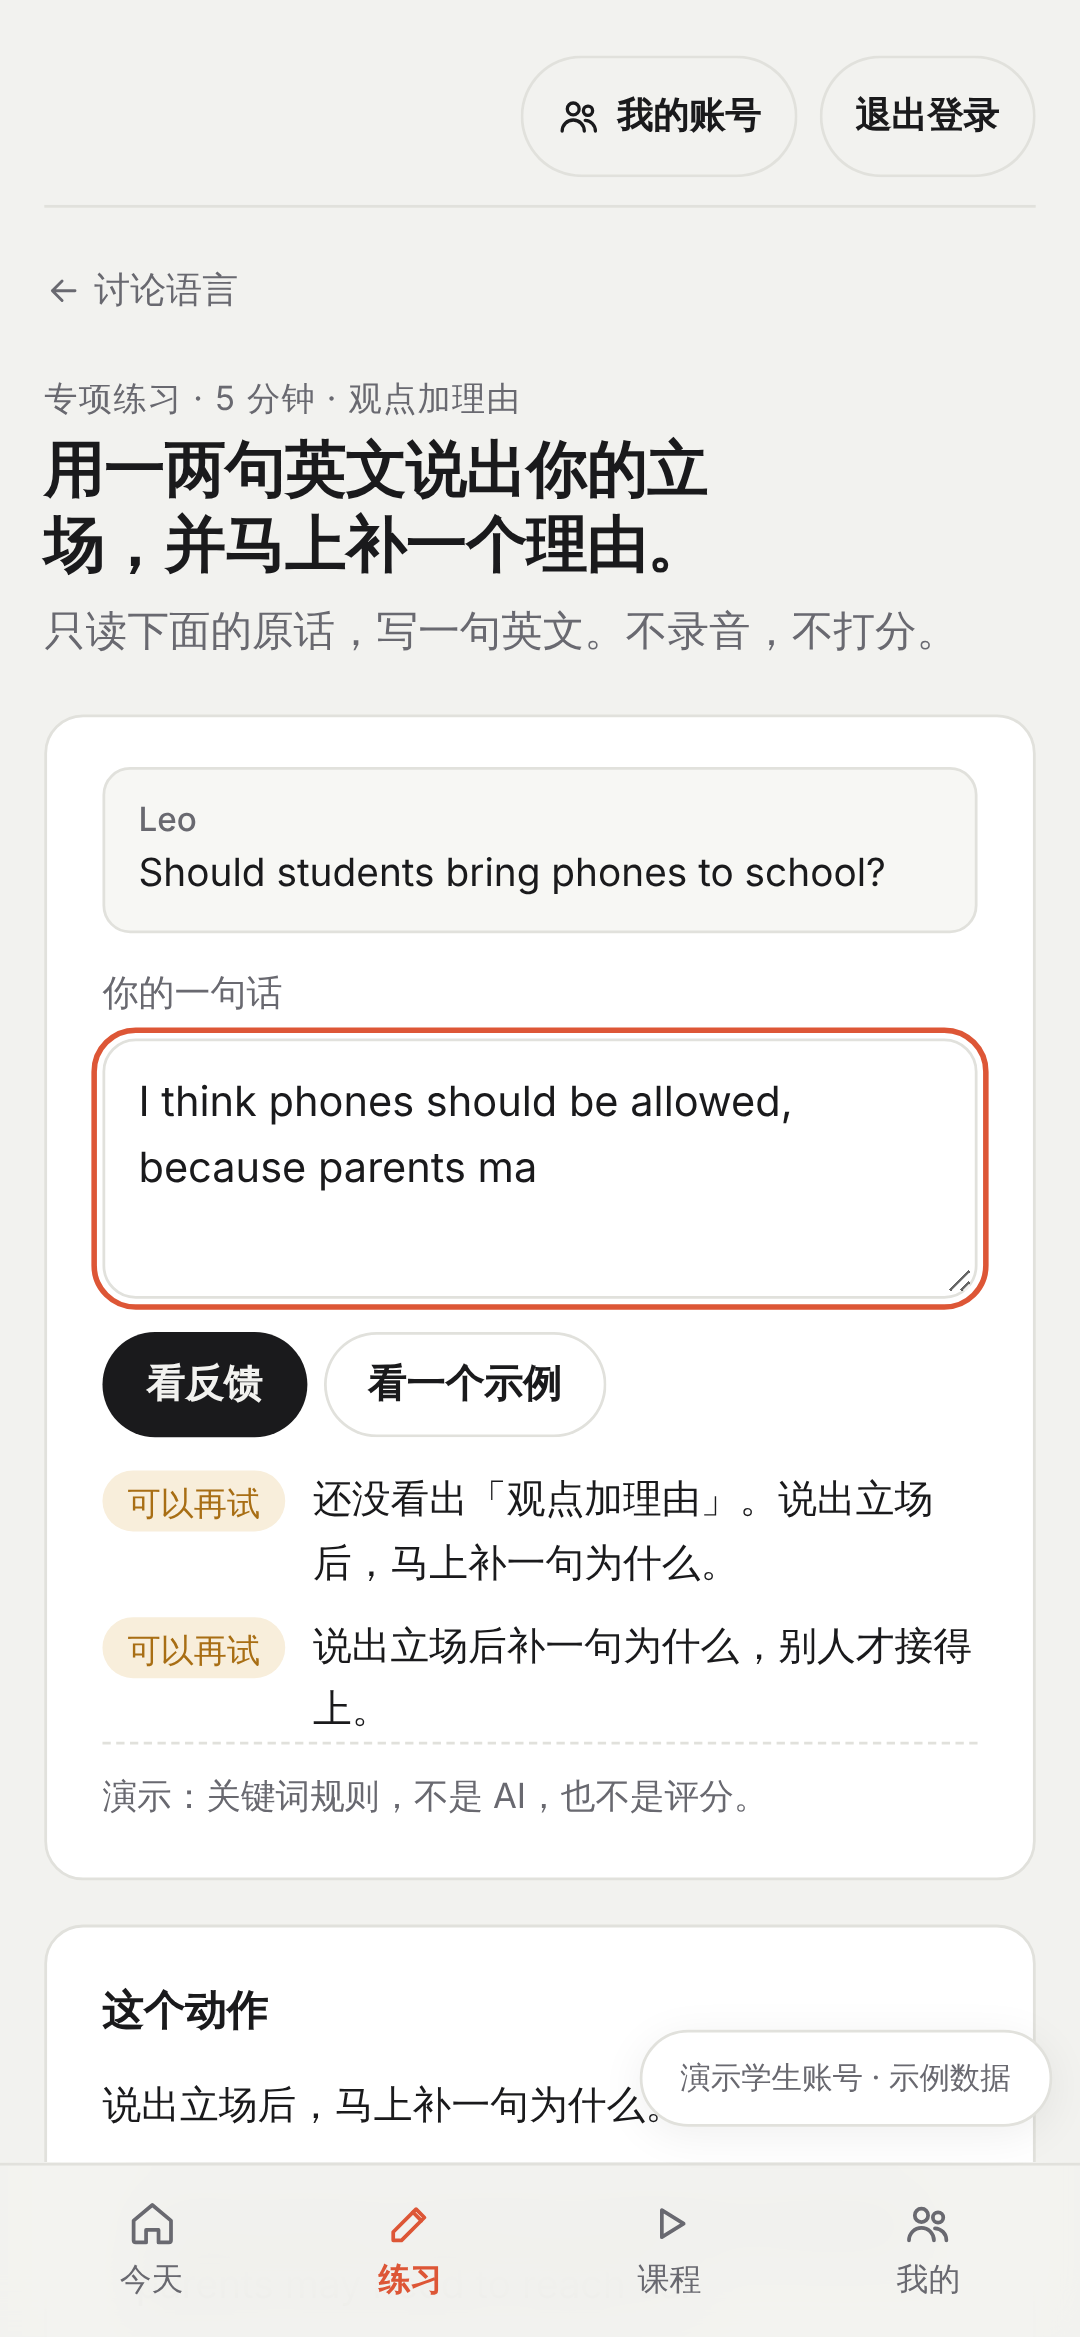 我的账号
退出登录
← 讨论语言
专项练习 · 5 分钟 · 观点加理由
用一两句英文说出你的立
场，并马上补一个理由。
只读下面的原话，写一句英文。不录音，不打分。
Leo
Should students bring phones to school?
你的一句话
I think phones should be allowed,
because parents ma
看反馈
看一个示例
可以再试
还没看出「观点加理由」。说出立场
后，马上补一句为什么。
可以再试
说出立场后补一句为什么，别人才接得
上。
演示：关键词规则，不是 AI，也不是评分。
这个动作
说出立场后，马上补一句为什么。
演示学生账号 · 示例数据
今天
练习
课程
我的